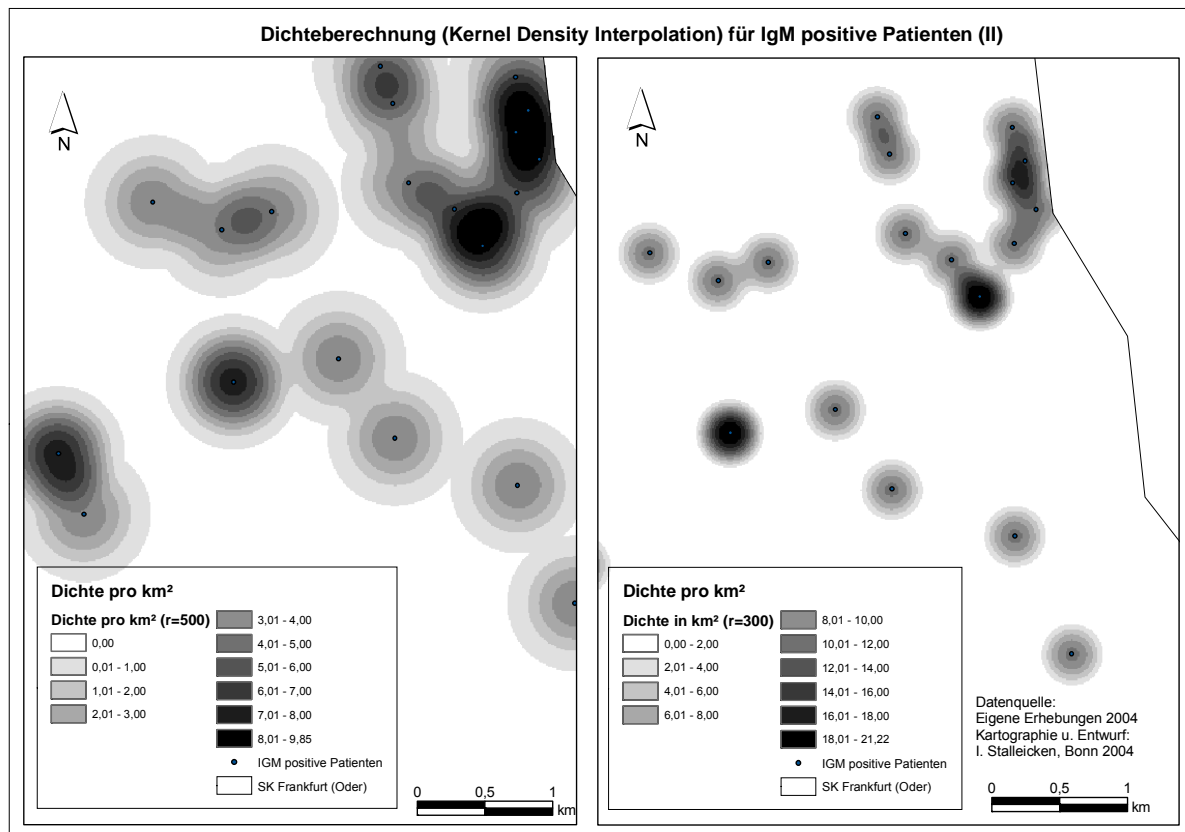 Dichteberechnung (Kernel Density Interpolation) für IgM positive Patienten (II)
N
Dichte pro km²
Dichte pro km² (r=500)
0,00
0,01 - 1,00
1,01 - 2,00
2,01 - 3,00
3,01 - 4,00
4,01 - 5,00
5,01 - 6,00
6,01 - 7,00
7,01 - 8,00
8,01 - 9,85
IGM positive Patienten
SK Frankfurt (Oder)
0 0,5 1
km
N
Dichte pro km²
Dichte in km² (r=300)
0,00 - 2,00
2,01 - 4,00
4,01 - 6,00
6,01 - 8,00
8,01 - 10,00
10,01 - 12,00
12,01 - 14,00
14,01 - 16,00
16,01 - 18,00
18,01 - 21,22
IGM positive Patienten
SK Frankfurt (Oder)
Datenquelle:
Eigene Erhebungen 2004
Kartographie u. Entwurf:
I. Stalleicken, Bonn 2004
0 0,5 1
km